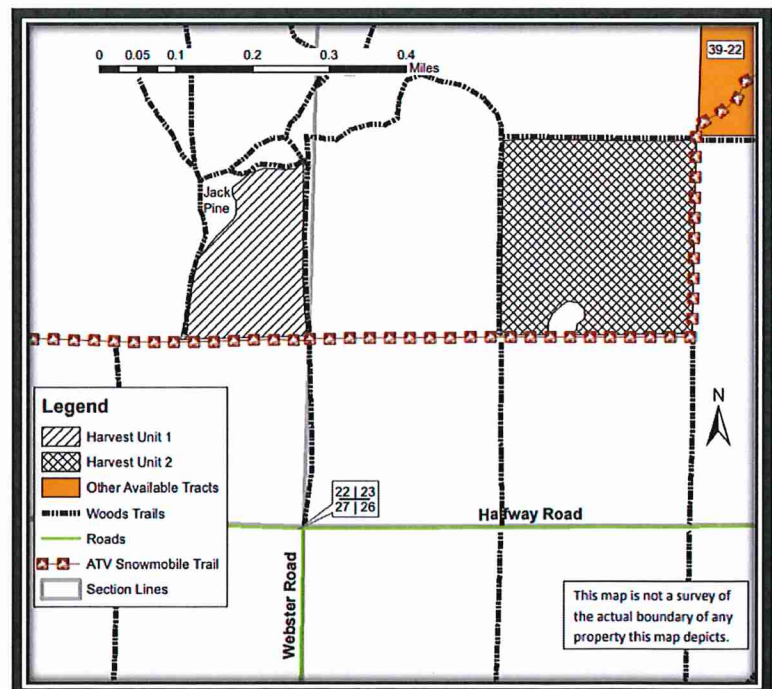 39-22
0 0.05 0.1 0.2 0.3 0.4
Miles
Jack
Pine
N
Legend
Harvest Unit 1
Harvest Unit 2
Other Available Tracts
Woods Trails
Roads
ATV Snowmobile Trail
Section Lines
22 | 23
27 | 26
Halfway Road
Webster Road
This map is not a survey of
the actual boundary of any
property this map depicts.